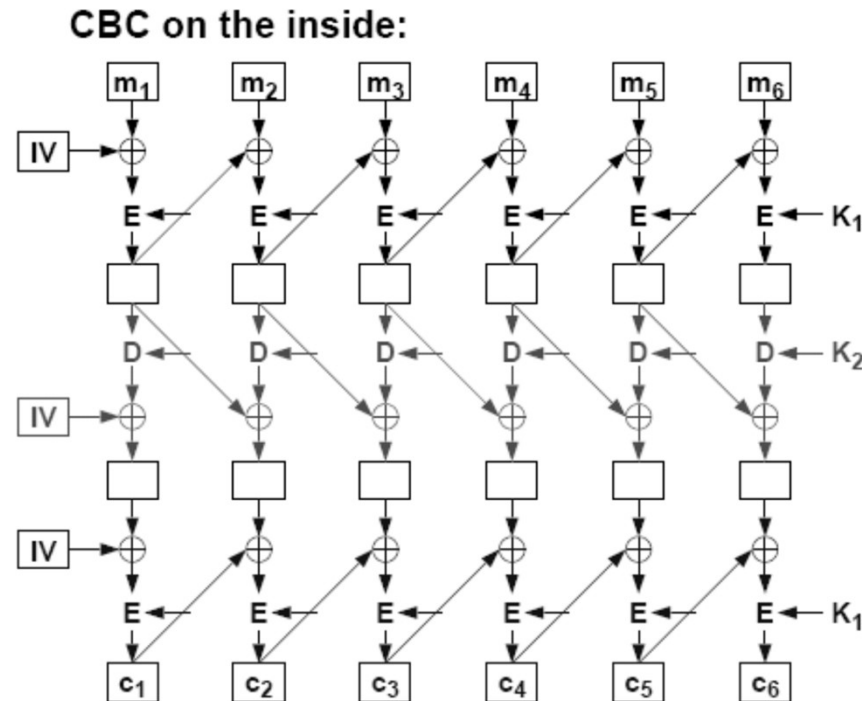 CBC on the inside:
m₁ m₂ m₃ m₄ m₅ m₆
IV
E E E E E E K₁
D D D D D D K₂
IV
IV
E E E E E E K₁
c₁ c₂ c₃ c₄ c₅ c₆